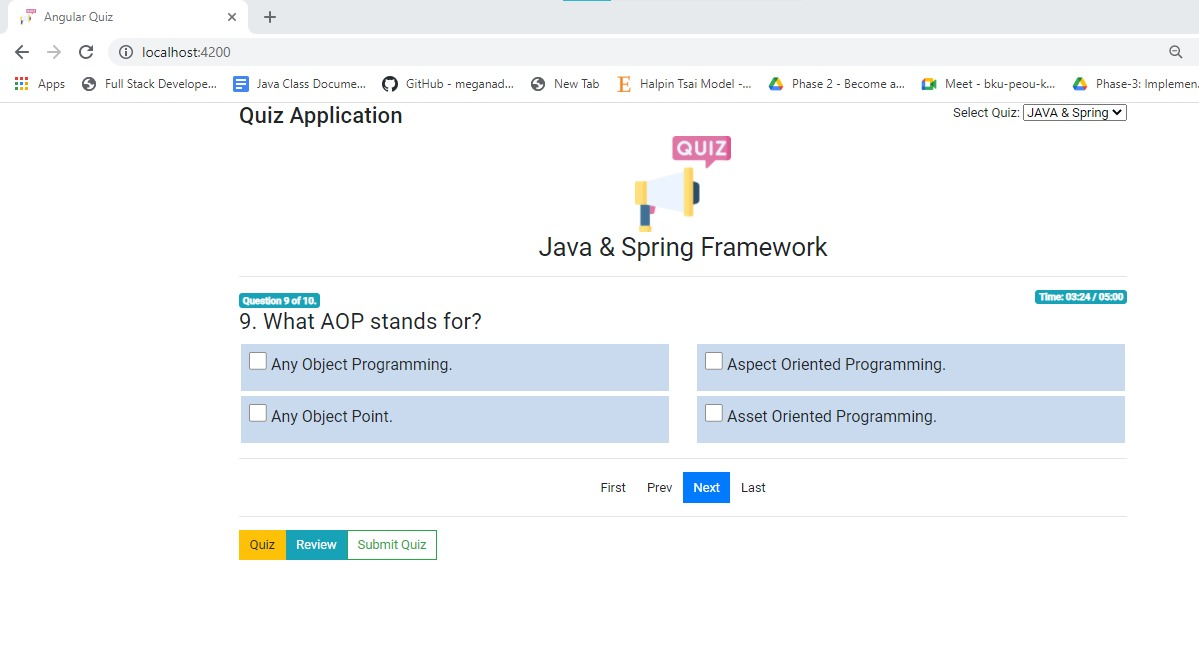 Angular Quiz
localhost:4200
Apps Full Stack Develope... Java Class Docume... GitHub - meganad... New Tab Halpin Tsai Model -... Phase 2 - Become a... Meet - bku-peou-k... Phase-3: Implemen
Quiz Application Select Quiz: JAVA & Spring
QUIZ
Java & Spring Framework
Question 9 of 10. Time: 03:24 / 05:00
9. What AOP stands for?
Any Object Programming. Aspect Oriented Programming.
Any Object Point. Asset Oriented Programming.
First Prev Next Last
Quiz Review Submit Quiz